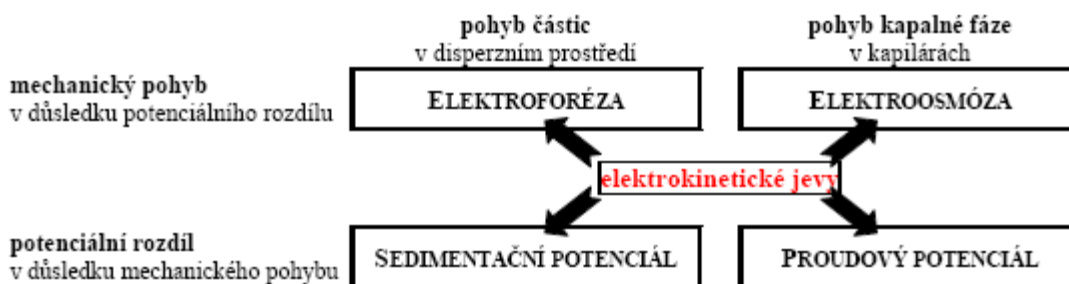 pohyb částic
v disperzním prostředí
pohyb kapalné fáze
v kapilárách
mechanický pohyb
v důsledku potenciálního rozdílu
ELEKTROFORÉZA
ELEKTROOSMÓZA
elektrokinetické jevy
potenciální rozdíl
v důsledku mechanického pohybu
SEDIMENTAČNÍ POTENCIÁL
PROUDOVÝ POTENCIÁL